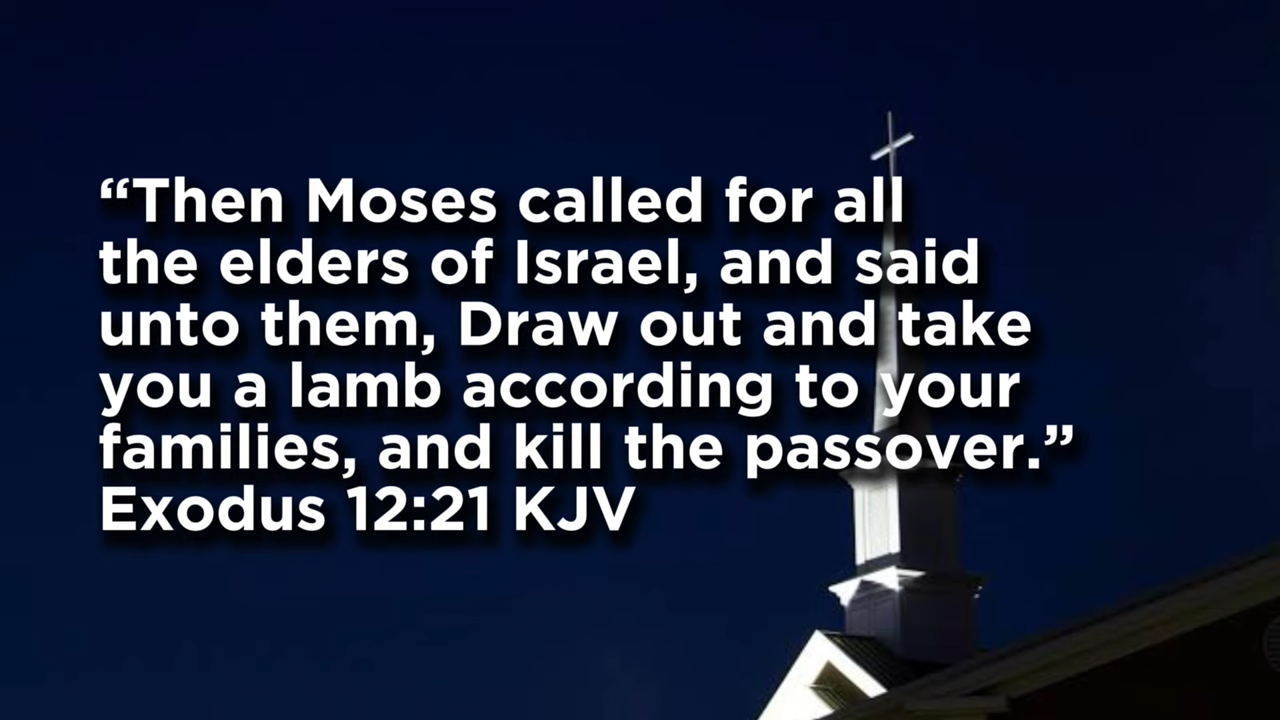 “Then Moses called for all
the elders of Israel, and said
unto them, Draw out and take
you a lamb according to your
families, and kill the passover.”
Exodus 12:21 KJV